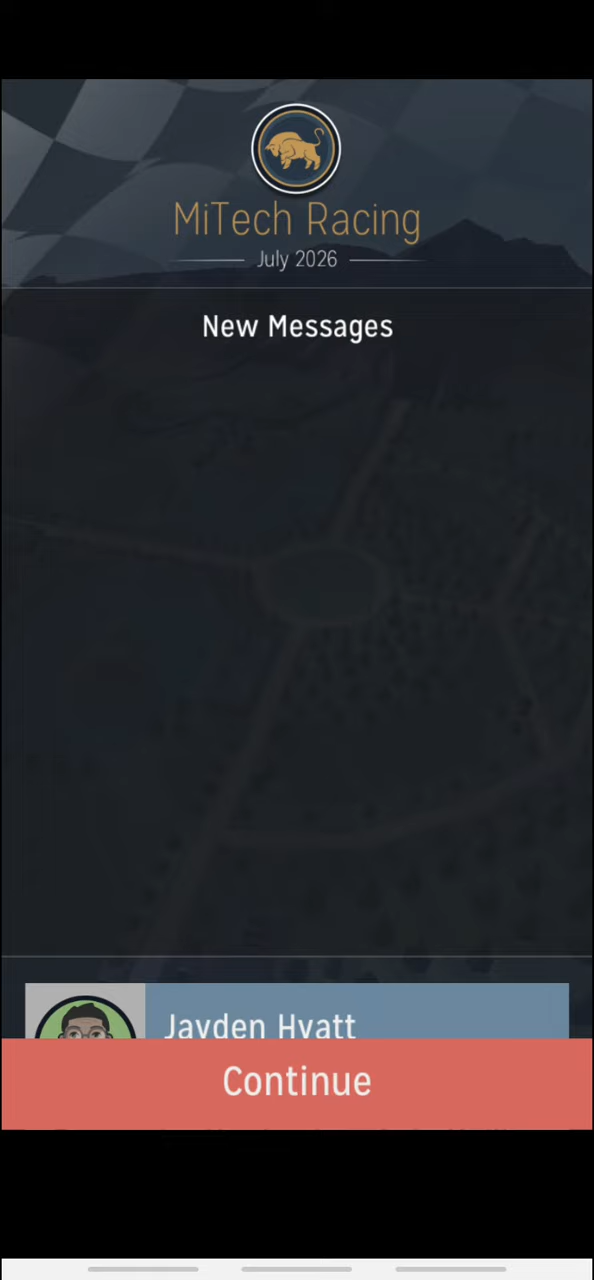 MiTech Racing
July 2026
New Messages
Jayden Hyatt
Continue